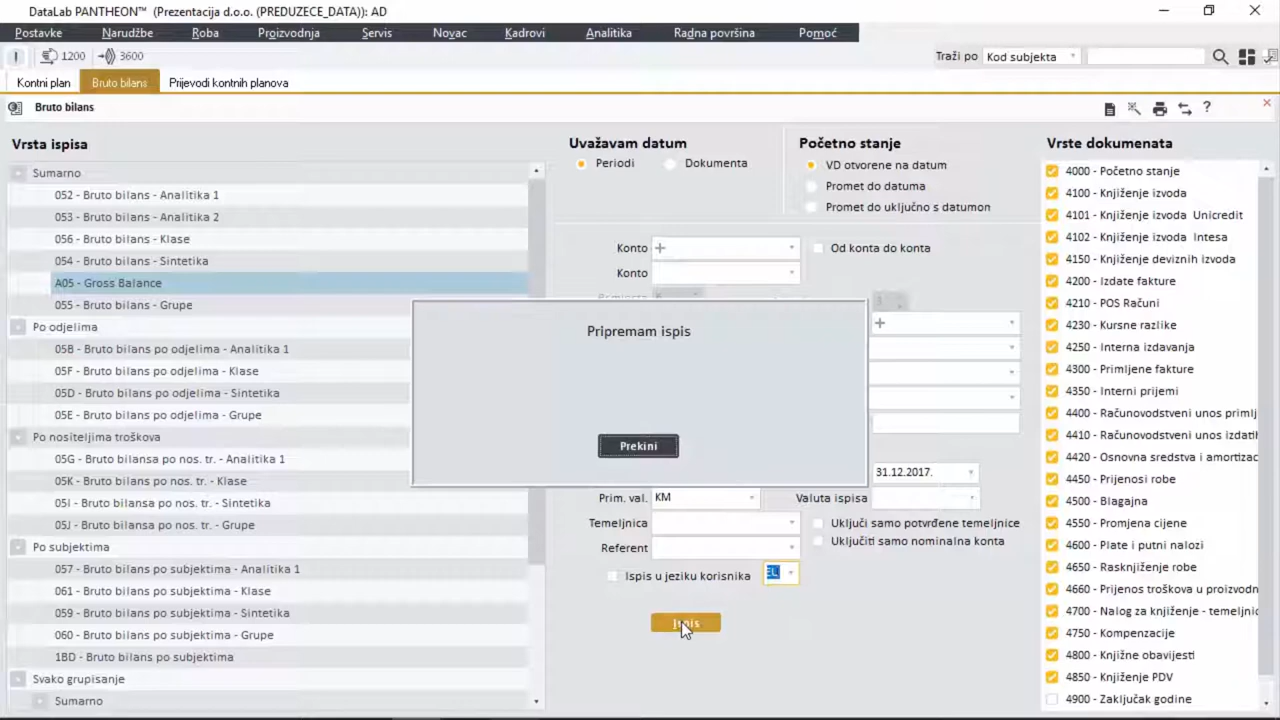 DataLab PANTHEON™ (Prezentacija d.o.o. (PREDUZECE_DATA)): AD
Postavke Narudžbe Roba Proizvodnja Servis Novac Kadrovi Analitika Radna površina Pomoć
1200 3600 Traži po Kod subjekta
Kontni plan Bruto bilans Prijevodi kontnih planova
Bruto bilans
Vrsta ispisa
Sumarno
052 - Bruto bilans - Analitika 1
053 - Bruto bilans - Analitika 2
056 - Bruto bilans - Klase
054 - Bruto bilans - Sintetika
A05 - Gross Balance
055 - Bruto bilans - Grupe
Po odjelima
05B - Bruto bilans po odjelima - Analitika 1
05F - Bruto bilans po odjelima - Klase
05D - Bruto bilans po odjelima - Sintetika
05E - Bruto bilans po odjelima - Grupe
Po nositeljima troškova
05G - Bruto bilansa po nos. tr. - Analitika 1
05K - Bruto bilans po nos. tr. - Klase
05I - Bruto bilansa po nos. tr. - Sintetika
05J - Bruto bilansa po nos. tr. - Grupe
Po subjektima
057 - Bruto bilans po subjektima - Analitika 1
061 - Bruto bilans po subjektima - Klase
059 - Bruto bilans po subjektima - Sintetika
060 - Bruto bilans po subjektima - Grupe
1BD - Bruto bilans po subjektima
Svako grupisanje
Sumarno
Uvažavam datum
Periodi Dokumenta
Početno stanje
VD otvorene na datum
Promet do datuma
Promet do uključno s datumon
Konto Od konta do konta
Konto
Pripremam ispis
Prekini
31.12.2017.
Prim. val. KM Valuta ispisa
Temeljnica Uključi samo potvrđene temeljnice
Referent Uključiti samo nominalna konta
Ispis u jeziku korisnika EL
Ispis
Vrste dokumenata
4000 - Početno stanje
4100 - Knjiženje izvoda
4101 - Knjiženje izvoda Unicredit
4102 - Knjiženje izvoda Intesa
4150 - Knjiženje deviznih izvoda
4200 - Izdate fakture
4210 - POS Računi
4230 - Kursne razlike
4250 - Interna izdavanja
4300 - Primljene fakture
4350 - Interni prijemi
4400 - Računovodstveni unos primlj
4410 - Računovodstveni unos izdatih
4420 - Osnovna sredstva i amortizac
4450 - Prijenosi robe
4500 - Blagajna
4550 - Promjena cijene
4600 - Plate i putni nalozi
4650 - Rasknjiženje robe
4660 - Prijenos troškova u proizvodn
4700 - Nalog za knjiženje - temeljnic
4750 - Kompenzacije
4800 - Knjižne obavijesti
4850 - Knjiženje PDV
4900 - Zaključak godine